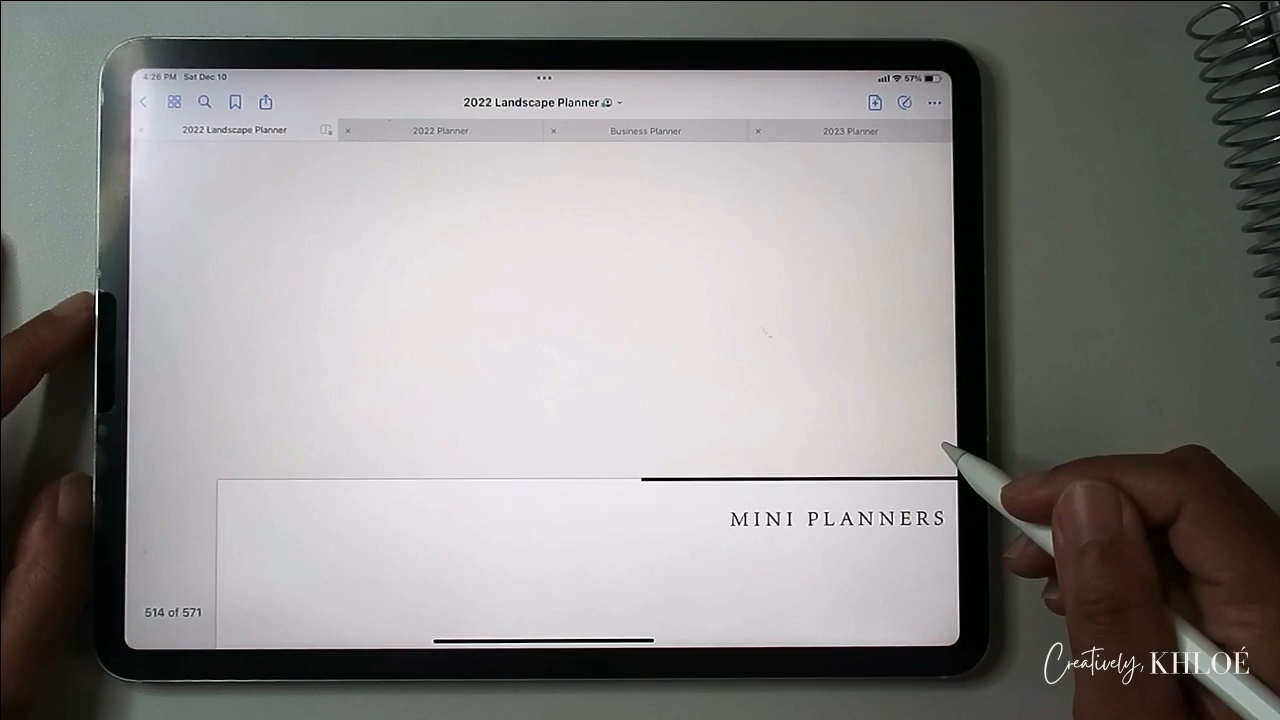 4:26 PM Sat Dec 10
57%
2022 Landscape Planner
2022 Landscape Planner
2022 Planner
Business Planner
2023 Planner
MINI PLANNERS
514 of 571
Creatively, KHLOÉ